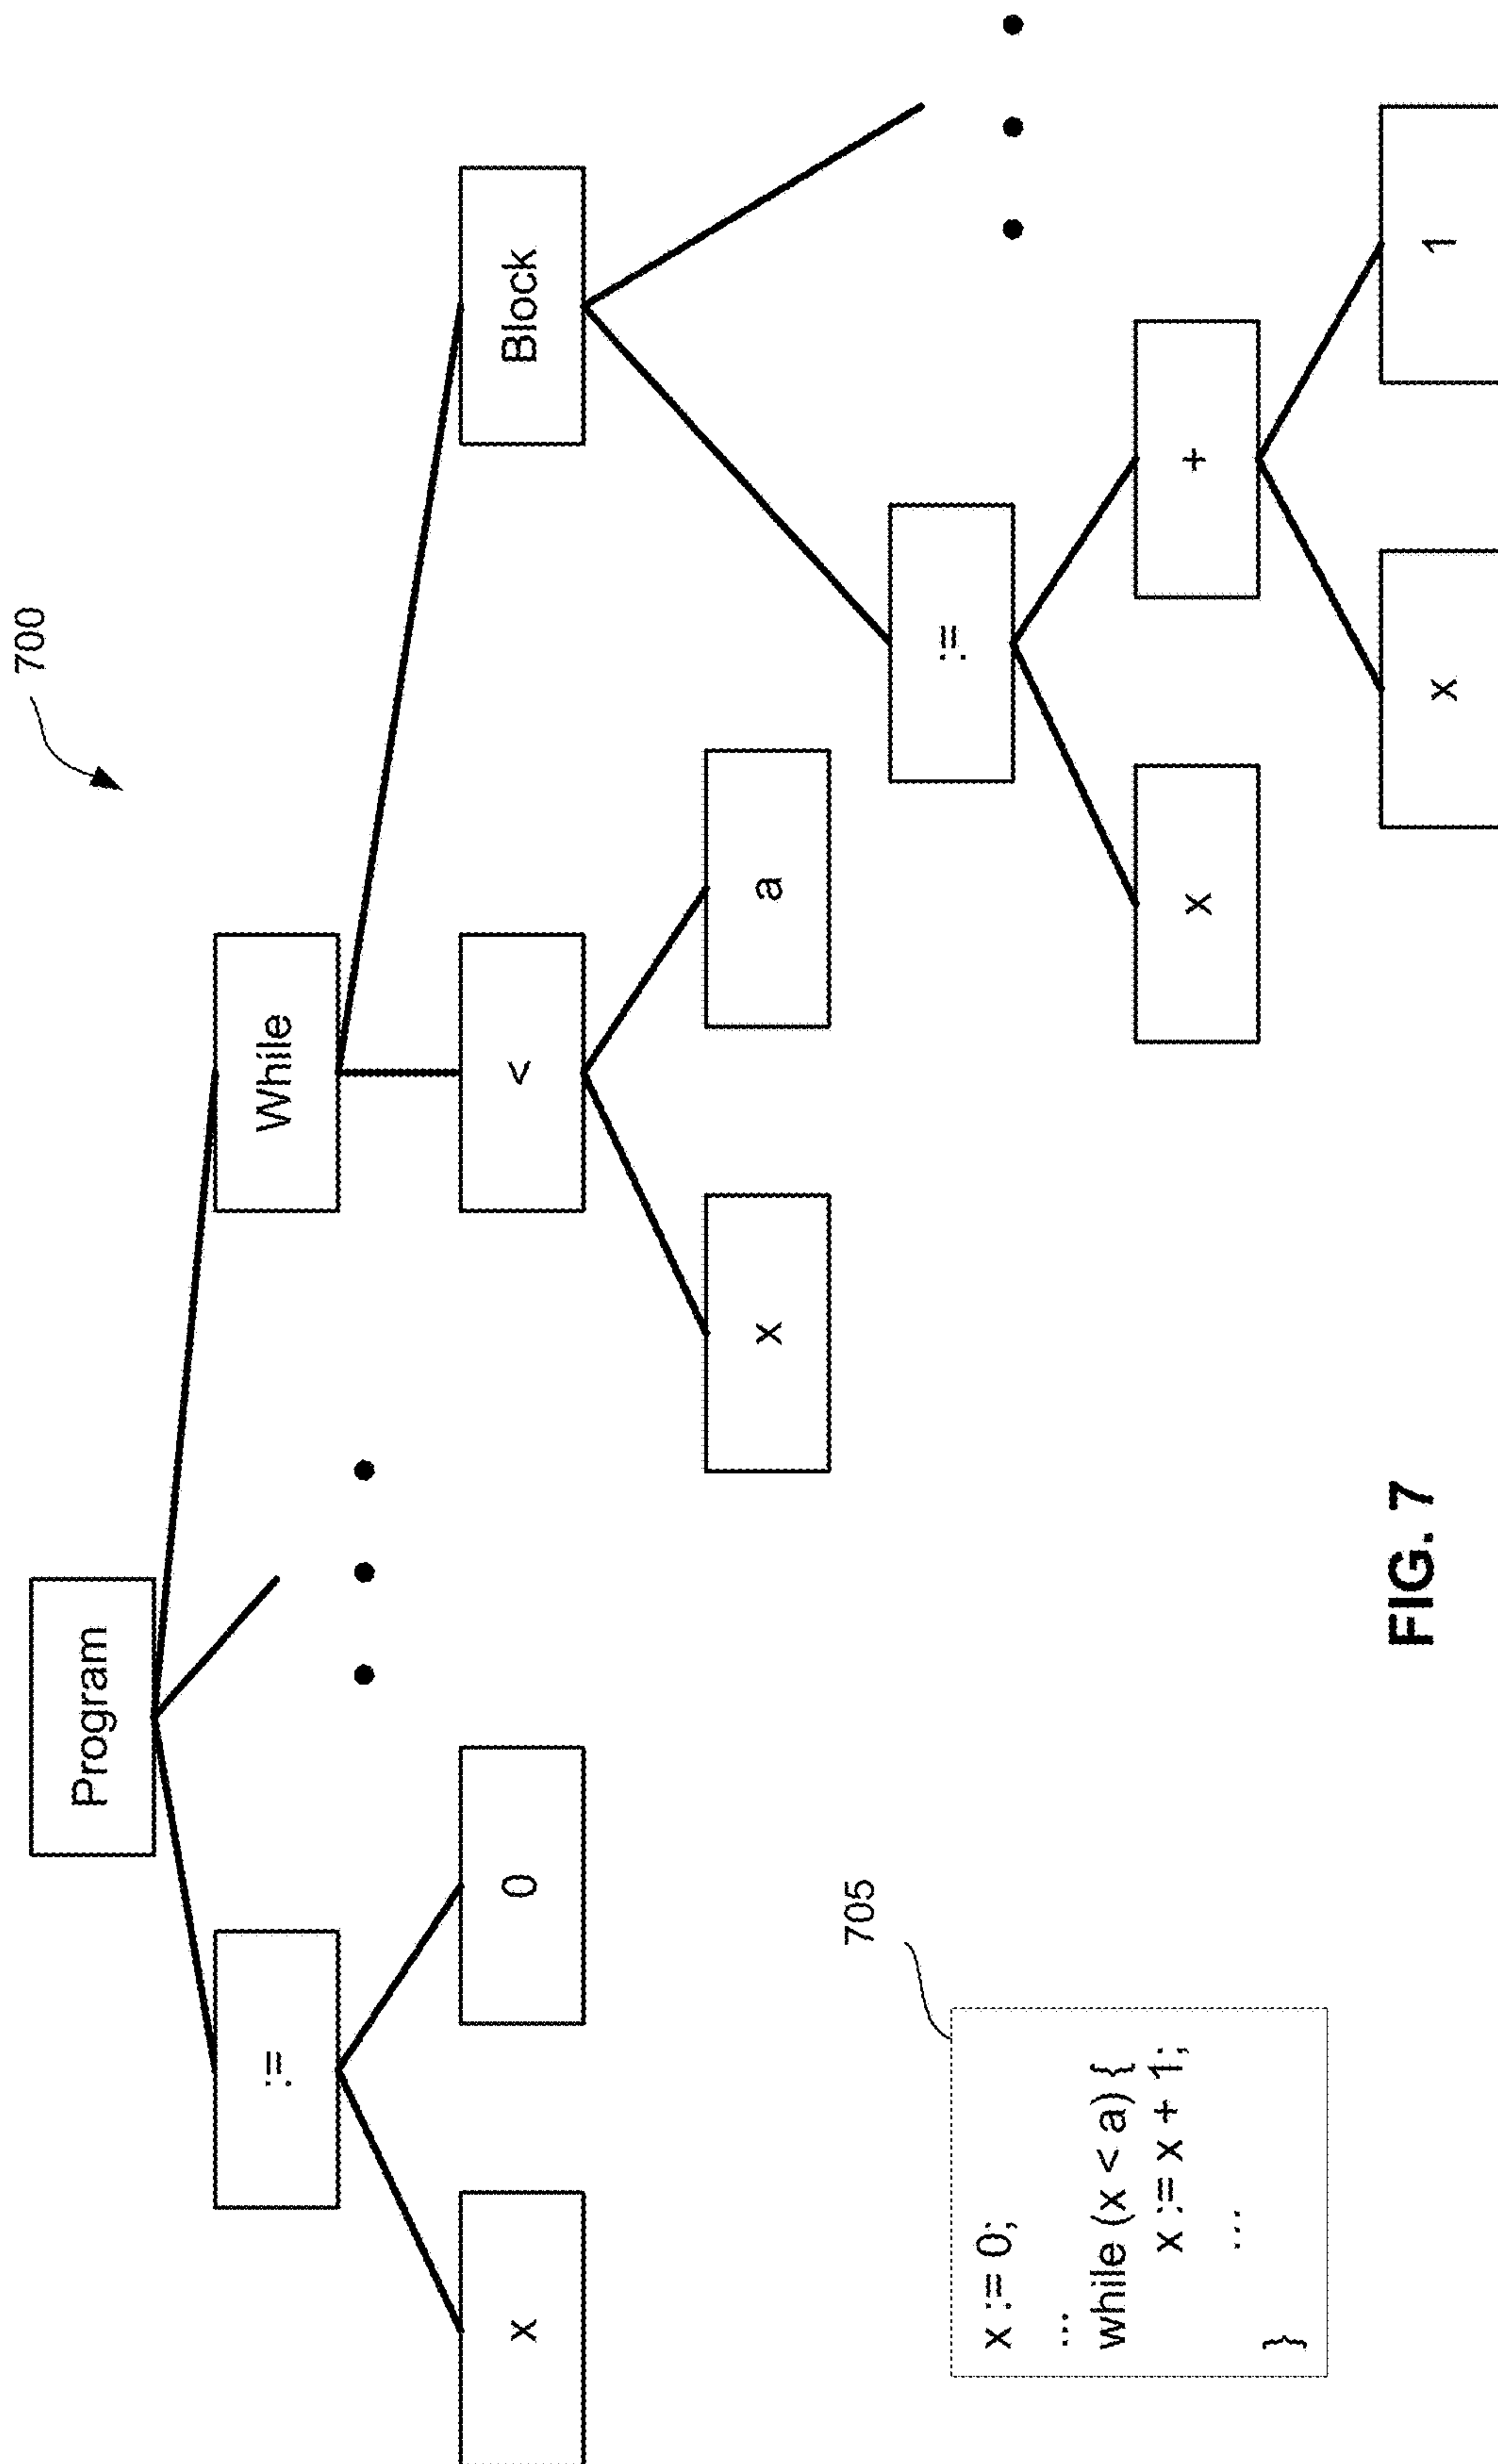 700
Program
:=
While
x
0
<
Block
x
a
:=
x
+
x
1
705
x := 0;
...
while (x < a) {
x := x + 1;
...
}
FIG. 7